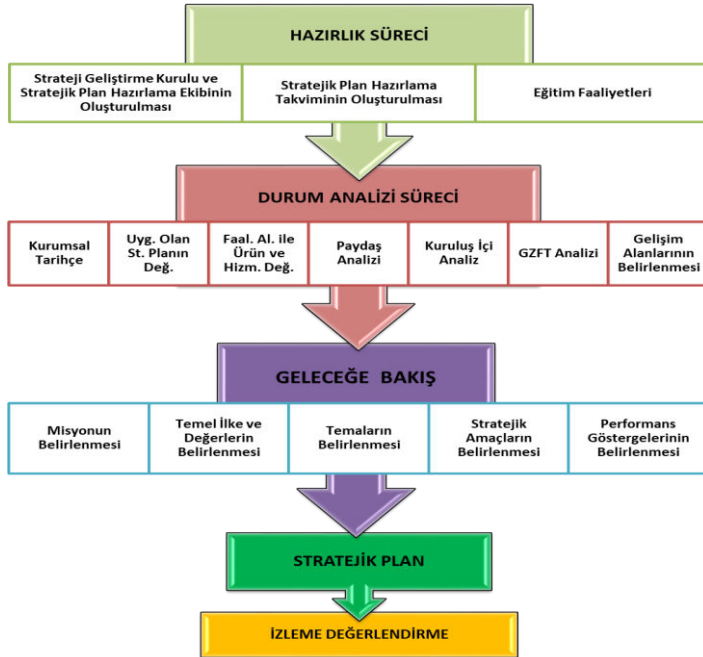 HAZIRLIK SÜRECİ
Strateji Geliştirme Kurulu ve
Stratejik Plan Hazırlama Ekibinin
Oluşturulması
Stratejik Plan Hazırlama
Takviminin Oluşturulması
Eğitim Faaliyetleri
DURUM ANALİZİ SÜRECİ
Kurumsal
Tarihçe
Uyg. Olan
St. Planın
Değ.
Faal. Al. ile
Ürün ve
Hizm. Değ.
Paydaş
Analizi
Kuruluş İçi
Analiz
GZFT Analizi
Gelişim
Alanlarının
Belirlenmesi
GELECEĞE BAKIŞ
Misyonun
Belirlenmesi
Temel İlke ve
Değerlerin
Belirlenmesi
Temaların
Belirlenmesi
Stratejik
Amaçların
Belirlenmesi
Performans
Göstergelerinin
Belirlenmesi
STRATEJİK PLAN
İZLEME DEĞERLENDİRME